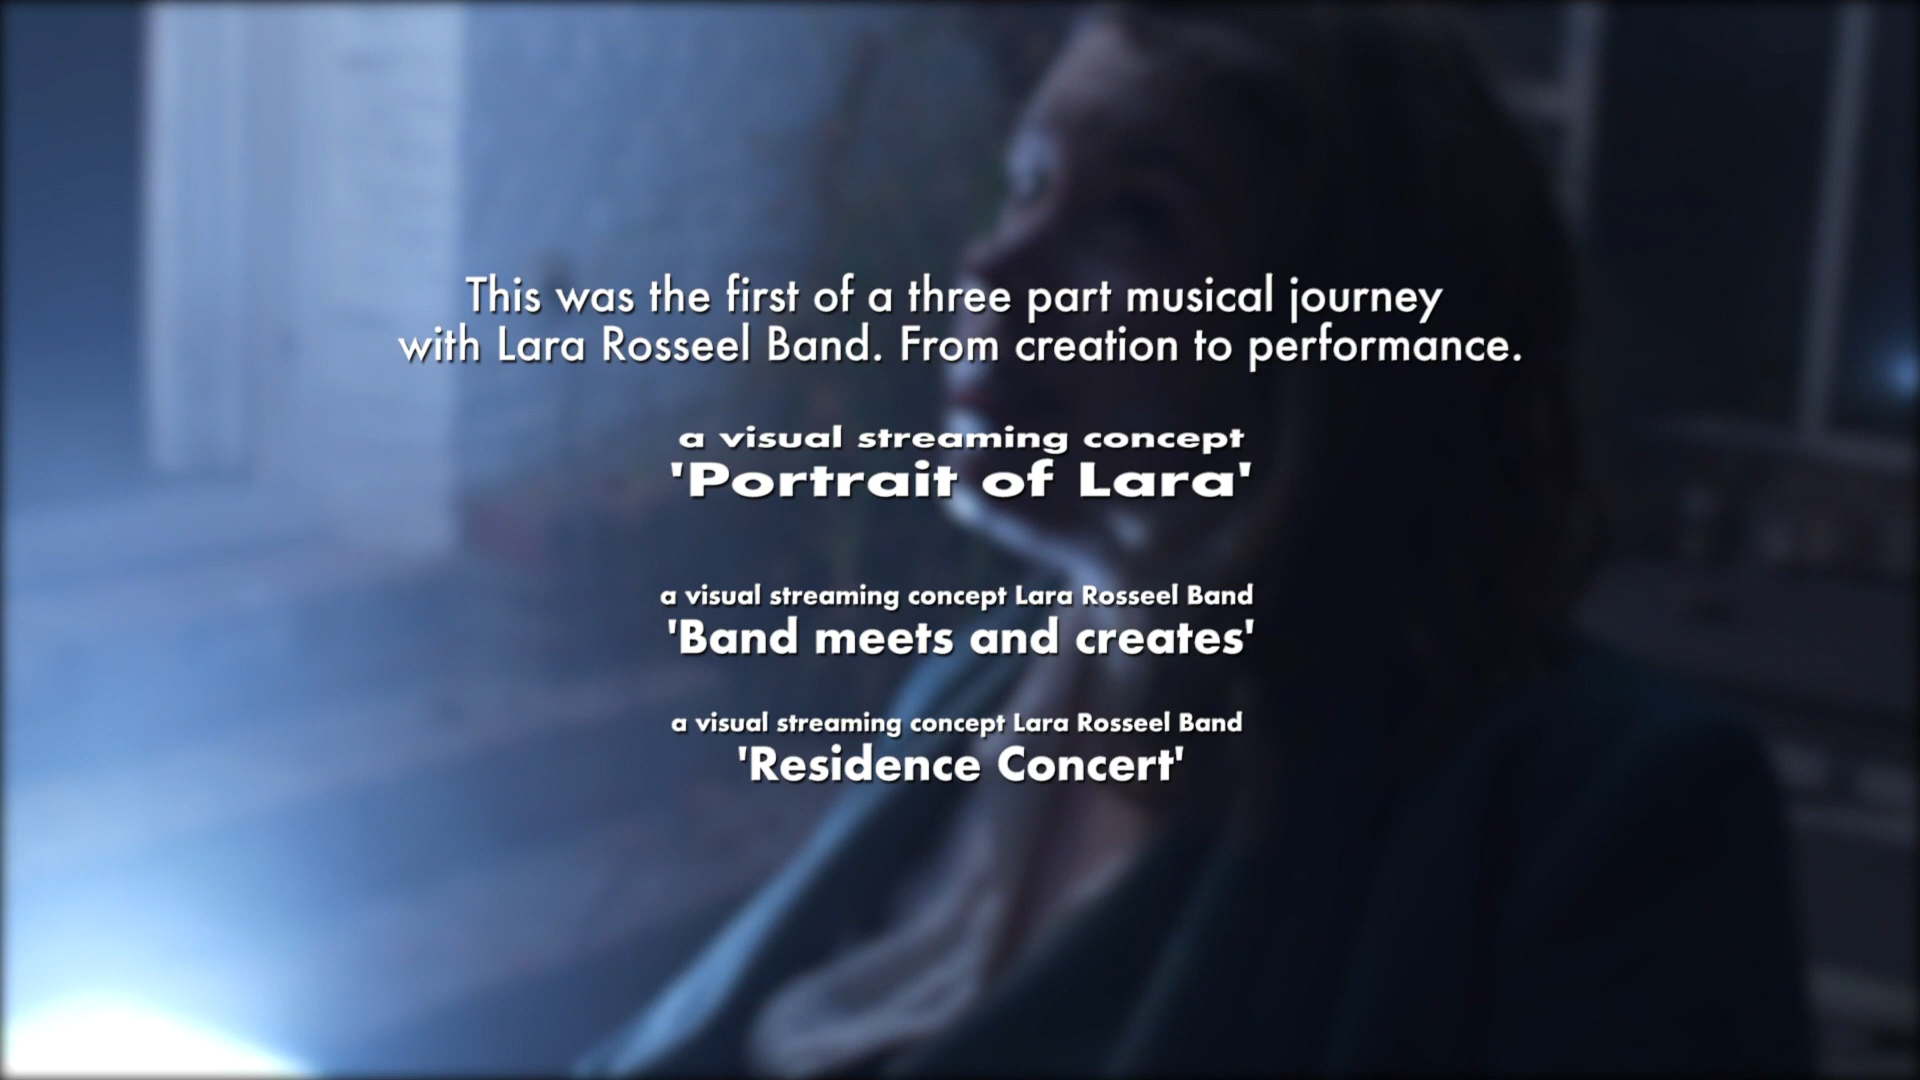 This was the first of a three part musical journey
with Lara Rosseel Band. From creation to performance.
a visual streaming concept
'Portrait of Lara'
a visual streaming concept Lara Rosseel Band
'Band meets and creates'
a visual streaming concept Lara Rosseel Band
'Residence Concert'